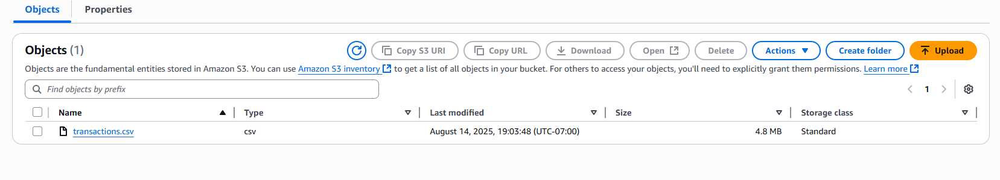 Objects Properties
Objects (1) Copy S3 URI Copy URL Download Open Delete Actions Create folder Upload
Objects are the fundamental entities stored in Amazon S3. You can use Amazon S3 inventory to get a list of all objects in your bucket. For others to access your objects, you'll need to explicitly grant them permissions. Learn more
Find objects by prefix 1
Name Type Last modified Size Storage class
transactions.csv csv August 14, 2025, 19:03:48 (UTC-07:00) 4.8 MB Standard